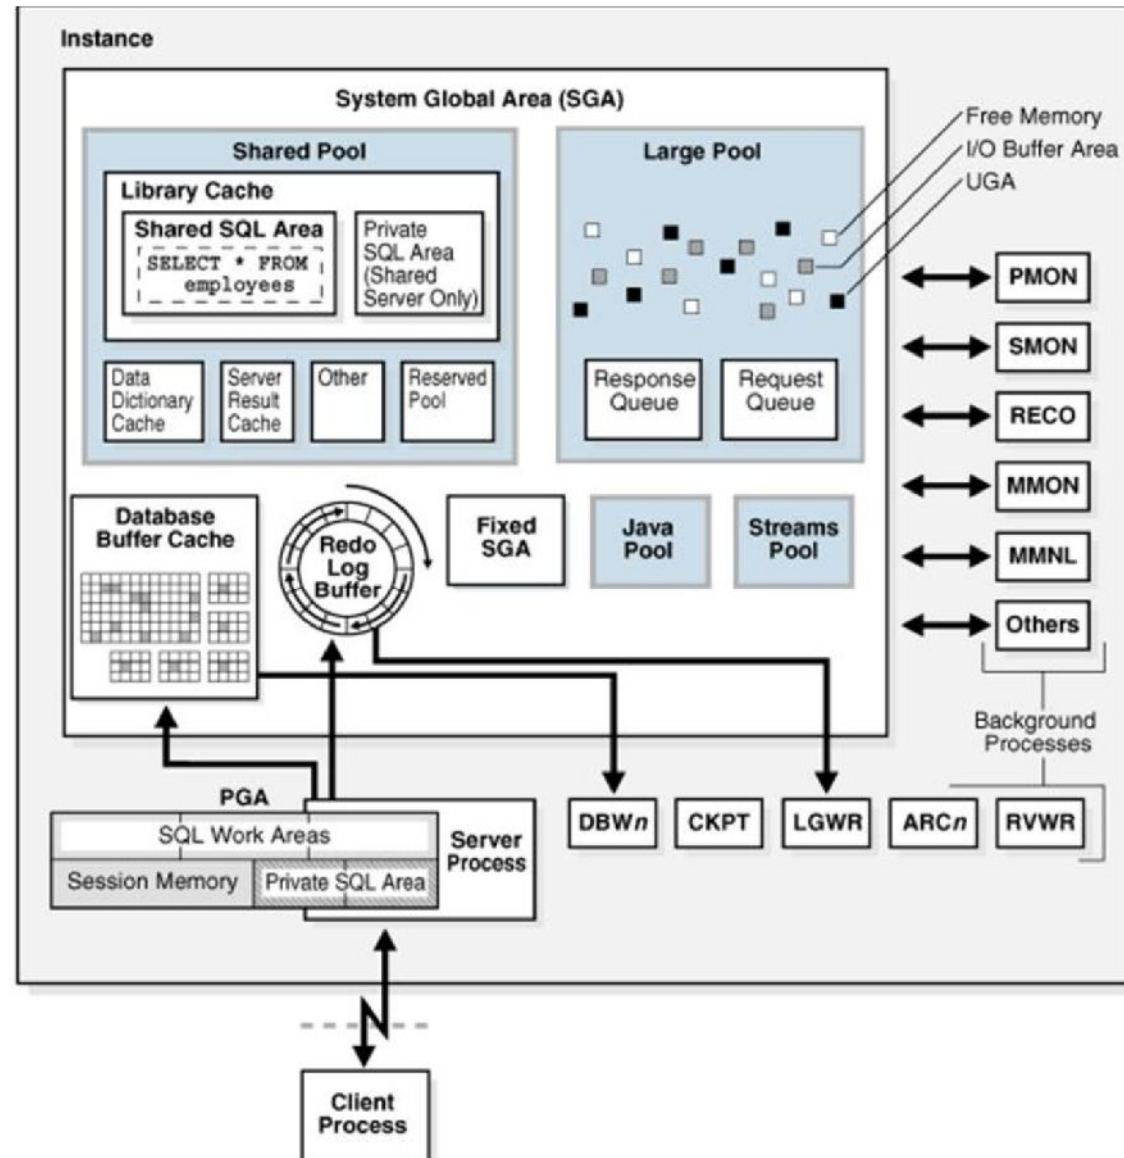 Instance
System Global Area (SGA)
Shared Pool
Library Cache
Shared SQL Area
SELECT * FROM
employees
Private
SQL Area
(Shared
Server Only)
Data
Dictionary
Cache
Server
Result
Cache
Other
Reserved
Pool
Large Pool
Response
Queue
Request
Queue
Free Memory
I/O Buffer Area
UGA
Database
Buffer Cache
Redo
Log
Buffer
Fixed
SGA
Java
Pool
Streams
Pool
PMON
SMON
RECO
MMON
MMNL
Others
Background
Processes
PGA
SQL Work Areas
Session Memory
Private SQL Area
Server
Process
DBWn
CKPT
LGWR
ARCn
RVWR
Client
Process